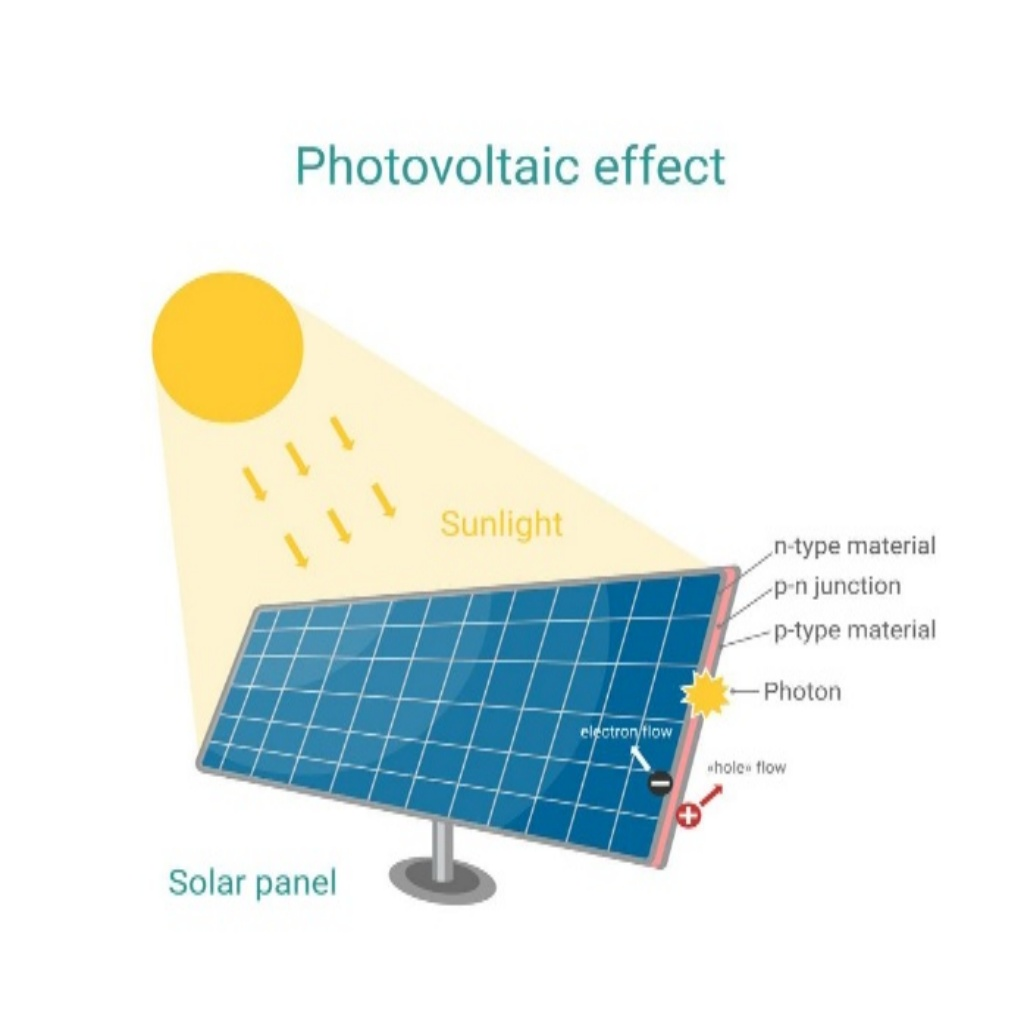 Photovoltaic effect
Sunlight
n-type material
p-n junction
p-type material
Photon
electron flow
«hole» flow
Solar panel